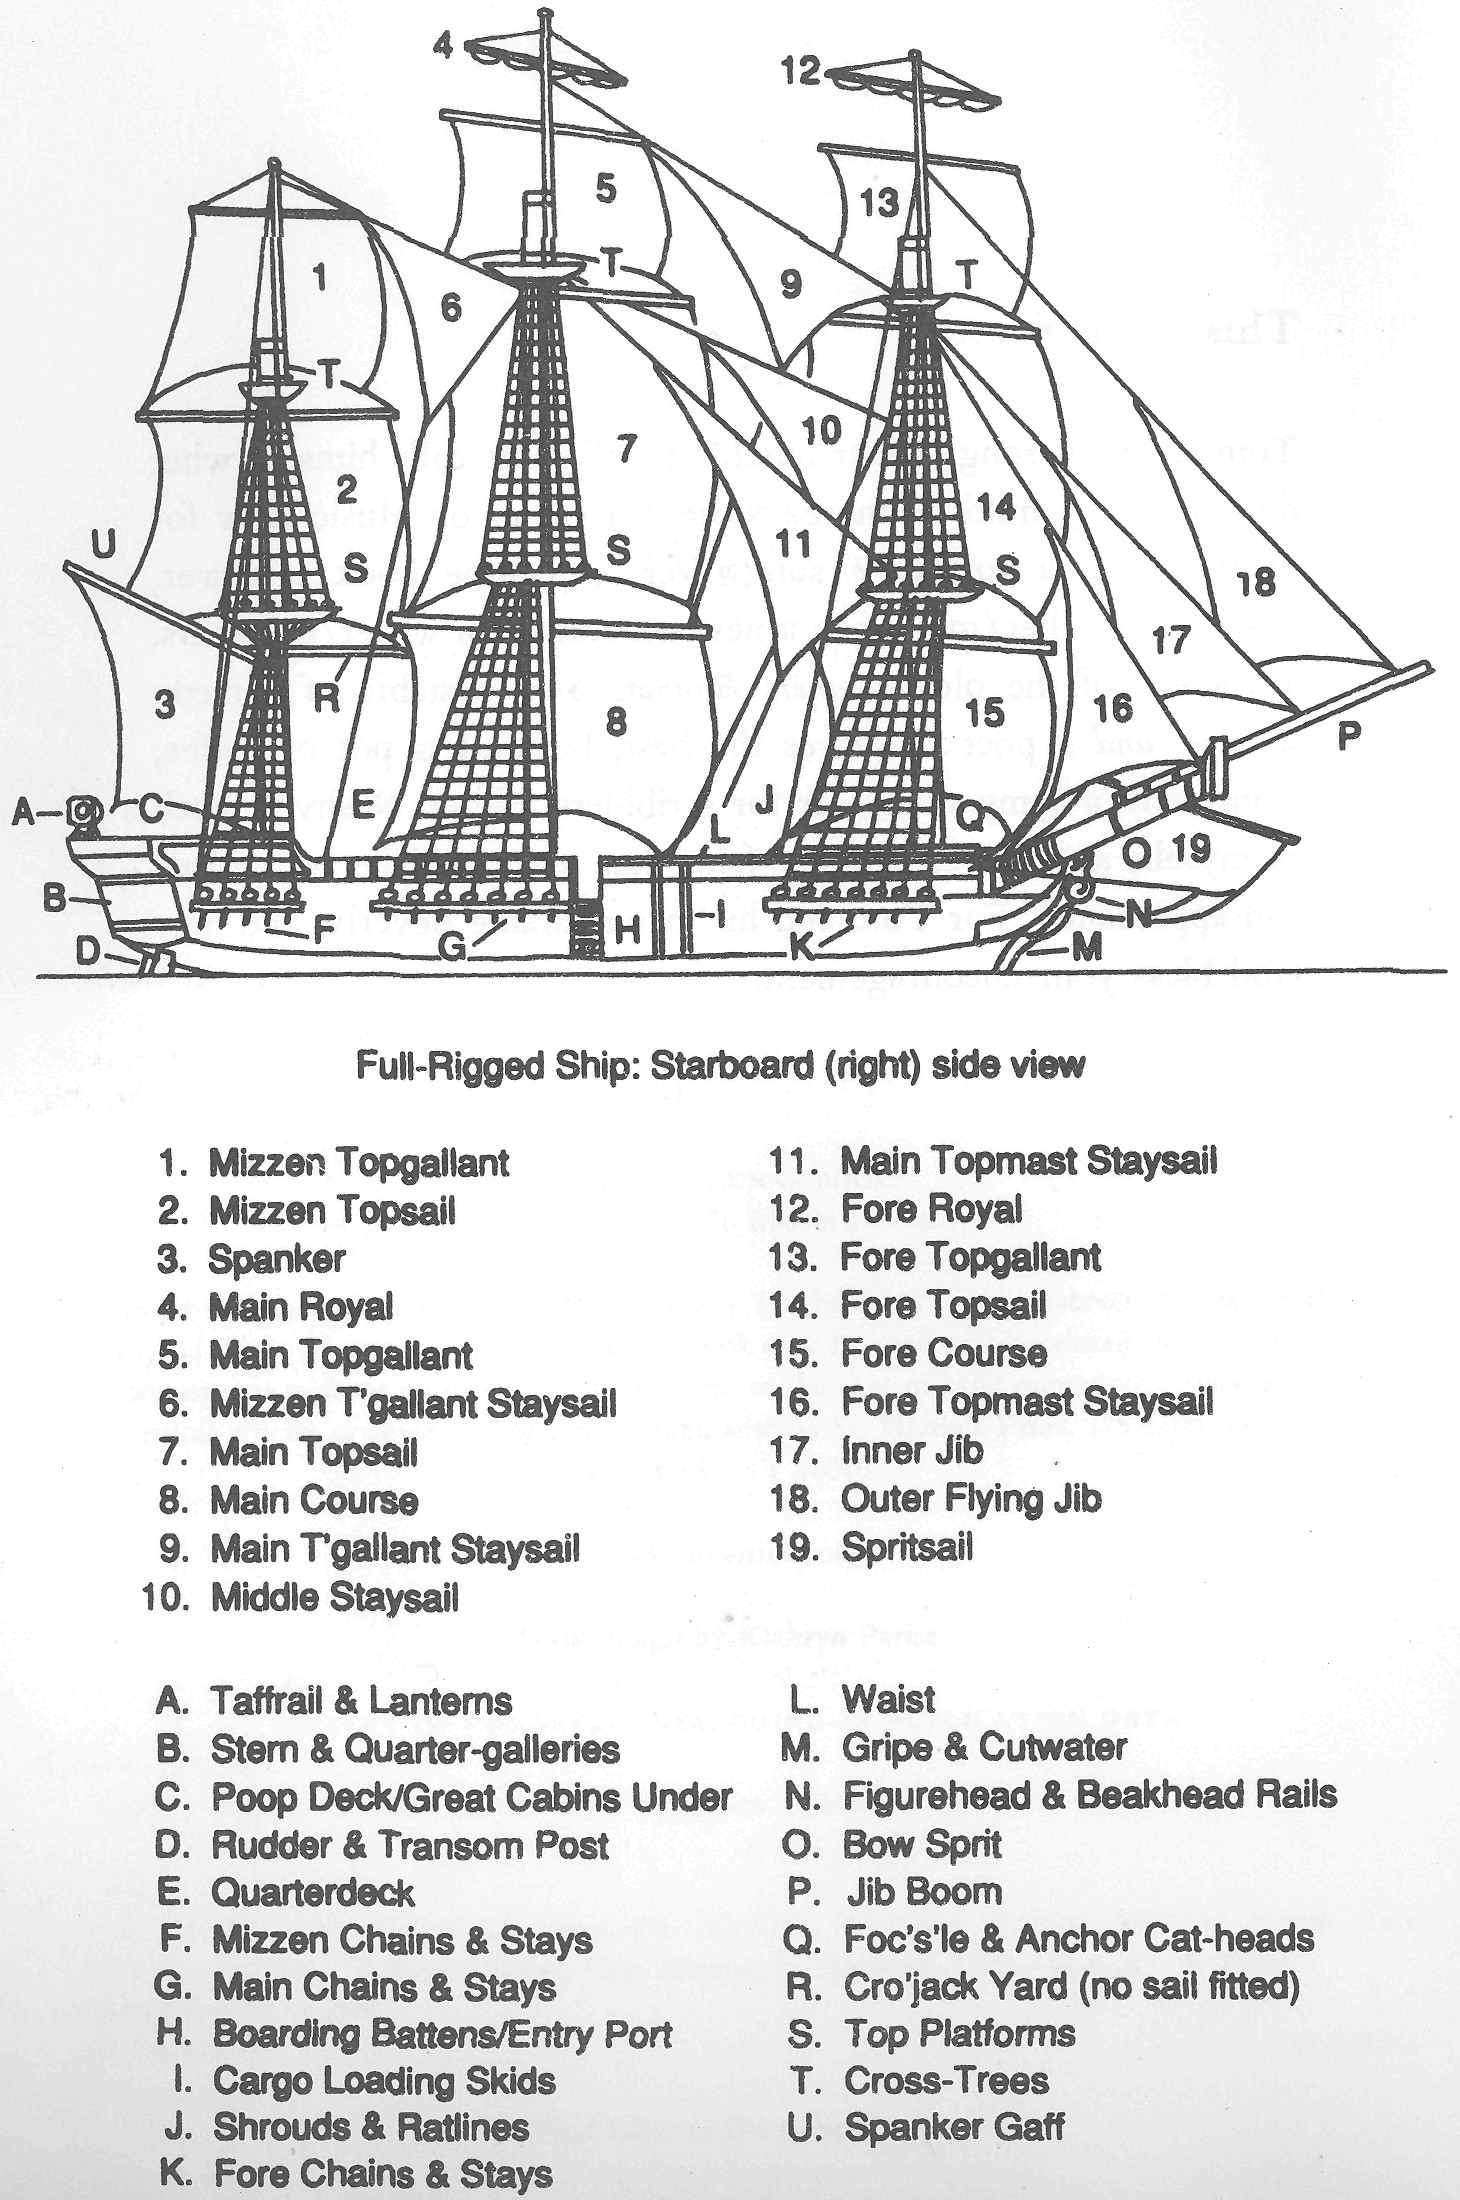 4
12
5
13
1
T
T
9
6
T
10
7
2
14
U
S
S
S
11
18
17
R
3
8
15
16
P
A
C
E
J
L
Q
O
19
B
N
F
G
H
I
K
M
D
Full-Rigged Ship: Starboard (right) side view
1. Mizzen Topgallant
2. Mizzen Topsail
3. Spanker
4. Main Royal
5. Main Topgallant
6. Mizzen T'gallant Staysail
7. Main Topsail
8. Main Course
9. Main T'gallant Staysail
10. Middle Staysail
11. Main Topmast Staysail
12. Fore Royal
13. Fore Topgallant
14. Fore Topsail
15. Fore Course
16. Fore Topmast Staysail
17. Inner Jib
18. Outer Flying Jib
19. Spritsail
A. Taffrail & Lanterns
B. Stern & Quarter-galleries
C. Poop Deck/Great Cabins Under
D. Rudder & Transom Post
E. Quarterdeck
F. Mizzen Chains & Stays
G. Main Chains & Stays
H. Boarding Battens/Entry Port
I. Cargo Loading Skids
J. Shrouds & Ratlines
K. Fore Chains & Stays
L. Waist
M. Gripe & Cutwater
N. Figurehead & Beakhead Rails
O. Bow Sprit
P. Jib Boom
Q. Foc's'le & Anchor Cat-heads
R. Cro'jack Yard (no sail fitted)
S. Top Platforms
T. Cross-Trees
U. Spanker Gaff